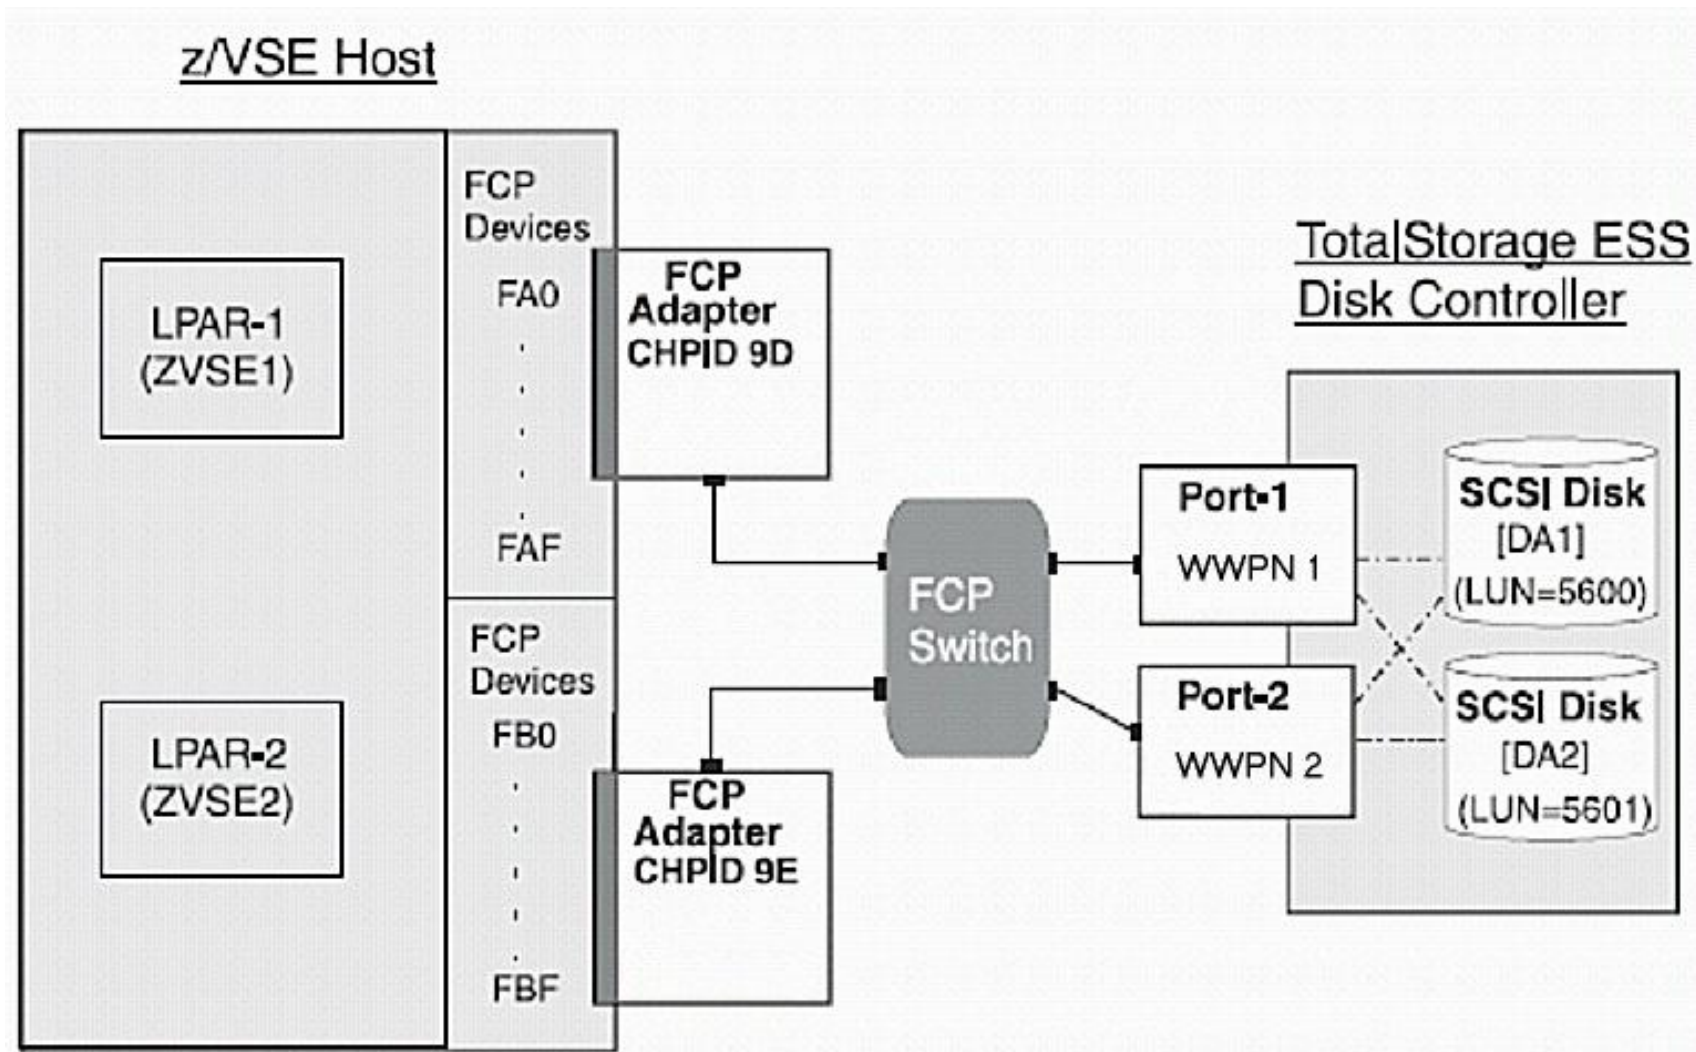 z/VSE Host
FCP
Devices
FA0
FAF
LPAR-1
(ZVSE1)
FCP
Adapter
CHPID 9D
FCP
Devices
FB0
FBF
LPAR-2
(ZVSE2)
FCP
Adapter
CHPID 9E
FCP
Switch
TotalStorage ESS
Disk Controller
Port-1
WWPN 1
Port-2
WWPN 2
SCSI Disk
[DA1]
(LUN=5600)
SCSI Disk
[DA2]
(LUN=5601)